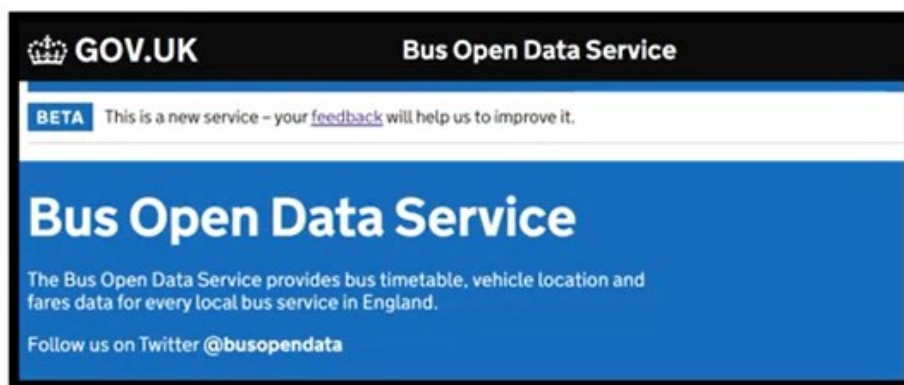 GOV.UK Bus Open Data Service
BETA This is a new service – your feedback will help us to improve it.
Bus Open Data Service
The Bus Open Data Service provides bus timetable, vehicle location and
fares data for every local bus service in England.
Follow us on Twitter @busopendata